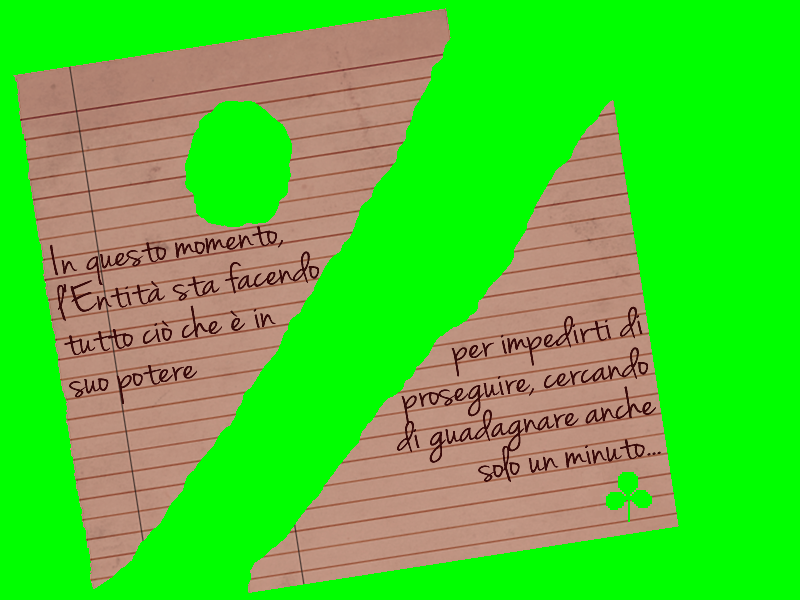 In questo momento,
l'Entità sta facendo
tutto ciò che è in
suo potere
per impedirti di
proseguire, cercando
di guadagnare anche
solo un minuto...